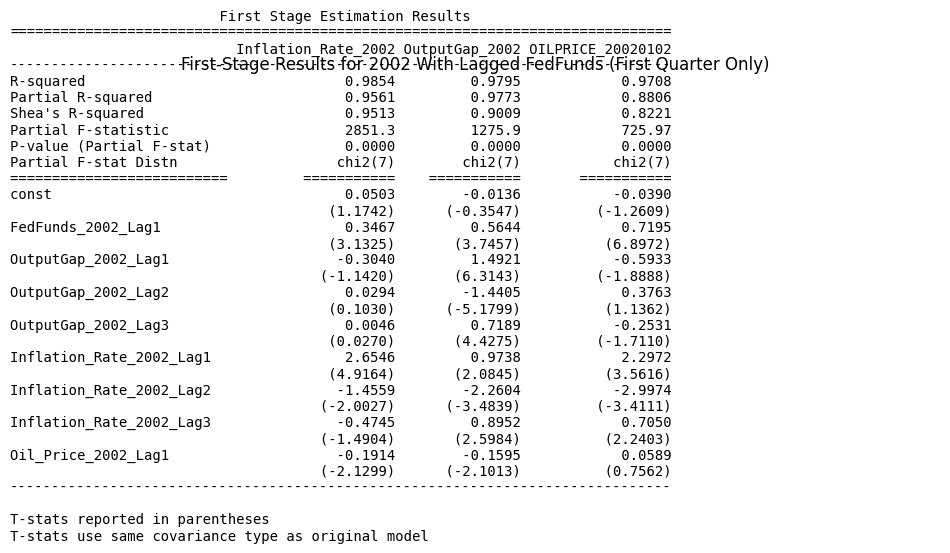 First Stage Estimation Results
===============================================================================
Inflation_Rate_2002 OutputGap_2002 OILPRICE_20020102
-------------------------------------------------------------------------------
First-Stage Results for 2002 With Lagged FedFunds (First Quarter Only)
R-squared 0.9854 0.9795 0.9708
Partial R-squared 0.9561 0.9773 0.8806
Shea's R-squared 0.9513 0.9009 0.8221
Partial F-statistic 2851.3 1275.9 725.97
P-value (Partial F-stat) 0.0000 0.0000 0.0000
Partial F-stat Distn chi2(7) chi2(7) chi2(7)
========================== =========== =========== ===========
const 0.0503 -0.0136 -0.0390
(1.1742) (-0.3547) (-1.2609)
FedFunds_2002_Lag1 0.3467 0.5644 0.7195
(3.1325) (3.7457) (6.8972)
OutputGap_2002_Lag1 -0.3040 1.4921 -0.5933
(-1.1420) (6.3143) (-1.8888)
OutputGap_2002_Lag2 0.0294 -1.4405 0.3763
(0.1030) (-5.1799) (1.1362)
OutputGap_2002_Lag3 0.0046 0.7189 -0.2531
(0.0270) (4.4275) (-1.7110)
Inflation_Rate_2002_Lag1 2.6546 0.9738 2.2972
(4.9164) (2.0845) (3.5616)
Inflation_Rate_2002_Lag2 -1.4559 -2.2604 -2.9974
(-2.0027) (-3.4839) (-3.4111)
Inflation_Rate_2002_Lag3 -0.4745 0.8952 0.7050
(-1.4904) (2.5984) (2.2403)
Oil_Price_2002_Lag1 -0.1914 -0.1595 0.0589
(-2.1299) (-2.1013) (0.7562)
-------------------------------------------------------------------------------
T-stats reported in parentheses
T-stats use same covariance type as original model